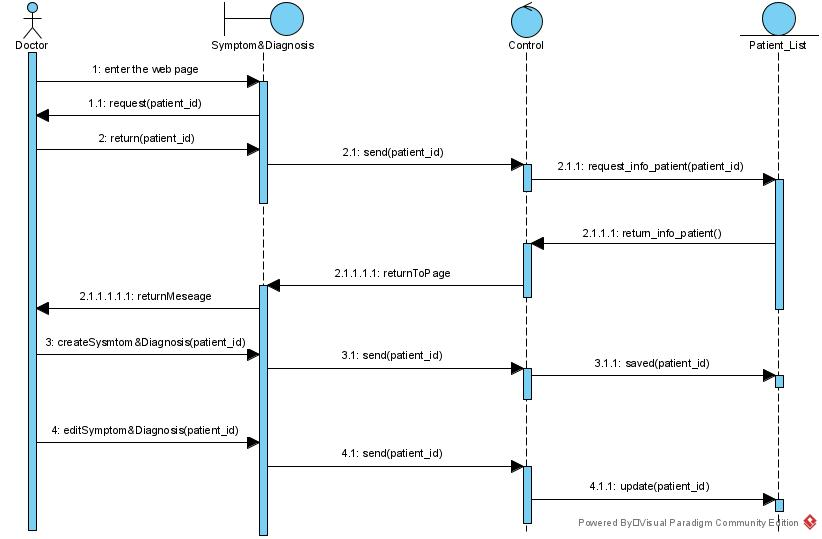 Doctor
Symptom&Diagnosis
Control
Patient_List
1: enter the web page
1.1: request(patient_id)
2: return(patient_id)
2.1: send(patient_id)
2.1.1: request_info_patient(patient_id)
2.1.1.1: return_info_patient()
2.1.1.1.1: returnToPage
2.1.1.1.1.1: returnMeseage
3: createSysmtom&Diagnosis(patient_id)
3.1: send(patient_id)
3.1.1: saved(patient_id)
4: editSymptom&Diagnosis(patient_id)
4.1: send(patient_id)
4.1.1: update(patient_id)
Powered By□Visual Paradigm Community Edition